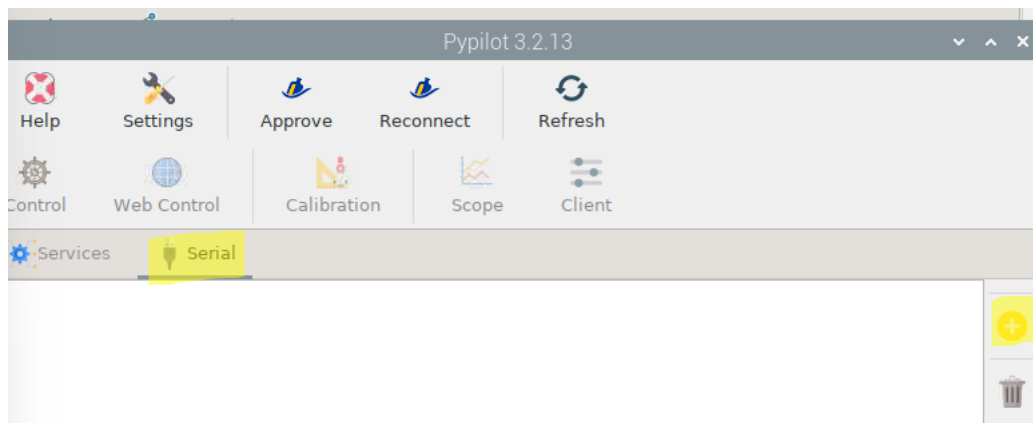 Pypilot 3.2.13
Help Settings Approve Reconnect Refresh
Control Web Control Calibration Scope Client
Services Serial